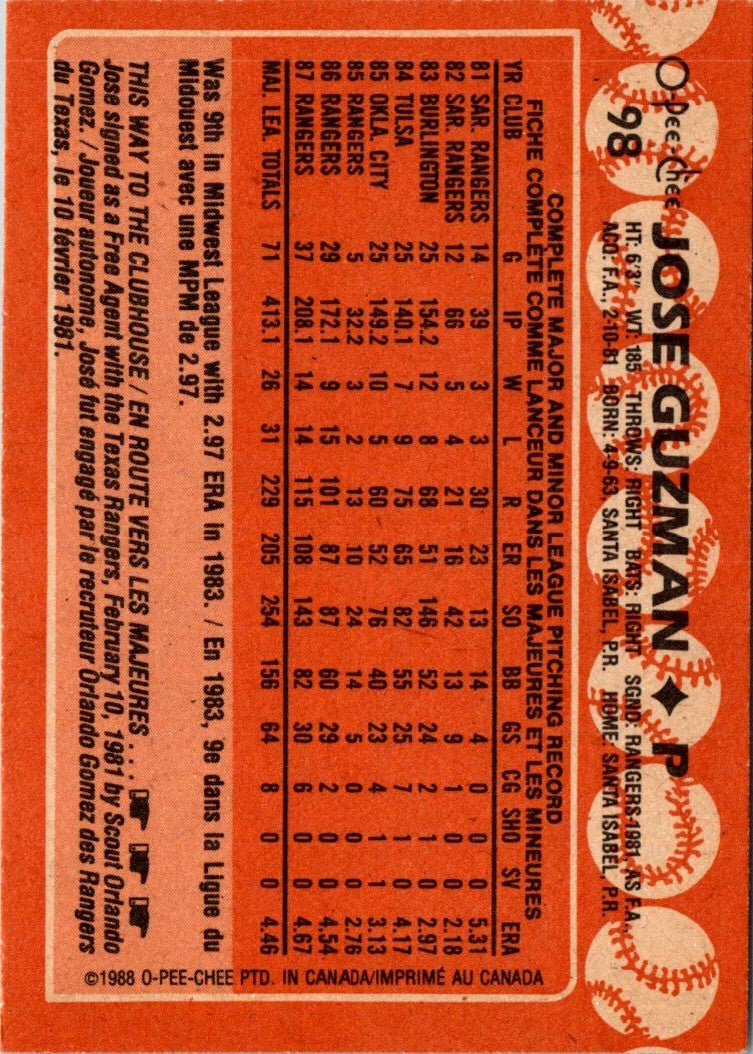 O-Pee-Chee
98
JOSE GUZMAN ♦ P
HT: 6'3" WT. 185 THROWS: RIGHT BATS: RIGHT SGND: RANGERS-1981, AS F.A.
ACQ: F.A., 2-10-81 BORN: 4-9-63, SANTA ISABEL, P.R. HOME: SANTA ISABEL, P.R.
COMPLETE MAJOR AND MINOR LEAGUE PITCHING RECORD
FICHE COMPLÈTE COMME LANCEUR DANS LES MAJEURES ET LES MINEURES
YR CLUB G IP W L R ER SO BB GS CG SHO SV ERA
81 SAR. RANGERS 14 39 3 3 30 23 13 14 4 0 0 0 5.31
82 SAR. RANGERS 12 66 5 4 21 16 42 13 9 1 0 0 2.18
83 BURLINGTON 25 154.2 12 8 68 51 146 52 24 2 1 0 2.97
84 TULSA 25 140.1 7 9 75 65 82 55 25 7 1 0 4.17
85 OKLA. CITY 25 149.2 10 5 60 52 76 40 23 4 1 1 3.13
85 RANGERS 5 32.2 3 2 13 10 24 14 5 0 0 0 2.76
86 RANGERS 29 172.1 9 15 101 87 87 60 29 2 0 0 4.54
87 RANGERS 37 208.1 14 14 115 108 143 82 30 6 0 0 4.67
MAJ. LEA. TOTALS 71 413.1 26 31 229 205 254 156 64 8 0 0 4.46
Was 9th in Midwest League with 2.97 ERA in 1983. / En 1983, 9e dans la Ligue du
Midouest avec une MPM de 2.97.
THIS WAY TO THE CLUBHOUSE / EN ROUTE VERS LES MAJEURES . . .
Jose signed as a Free Agent with the Texas Rangers, February 10, 1981 by Scout Orlando
Gomez. / Joueur autonome, José fut engagé par le recruteur Orlando Gomez des Rangers
du Texas, le 10 février 1981.
©1988 O-PEE-CHEE PTD. IN CANADA/IMPRIMÉ AU CANADA